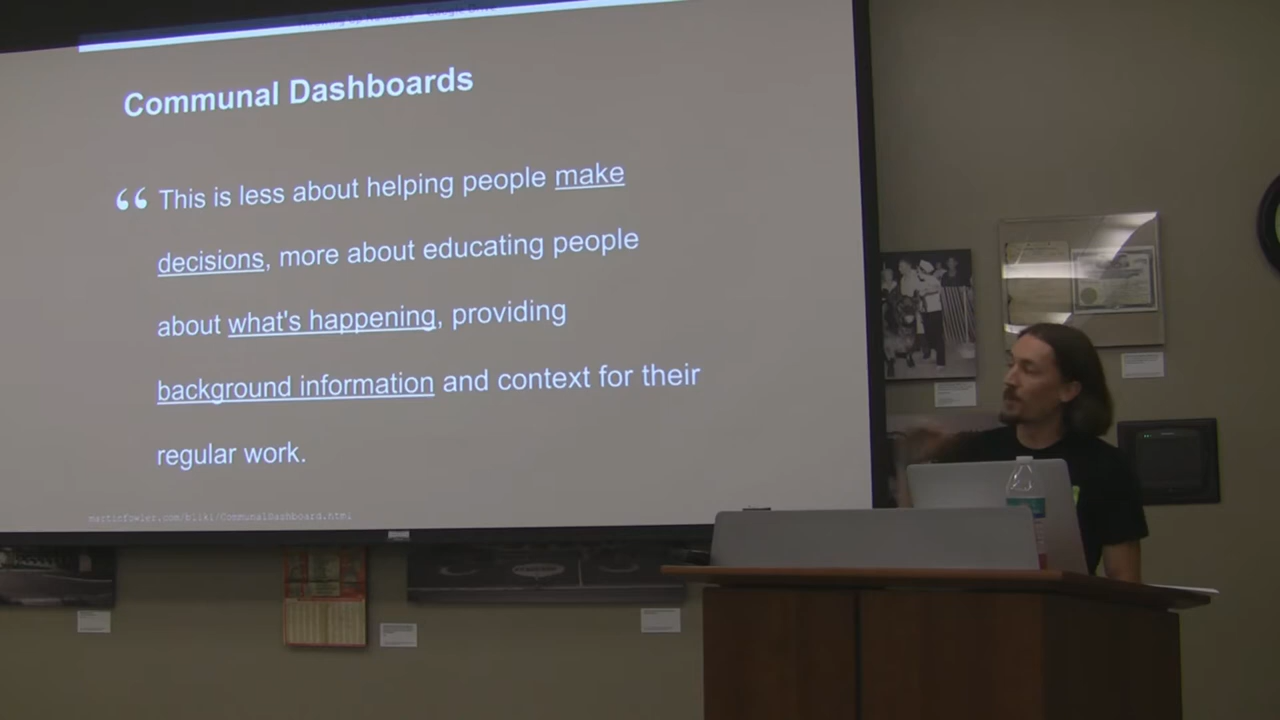 Communal Dashboards
“ This is less about helping people make
decisions, more about educating people
about what's happening, providing
background information and context for their
regular work.
martinfowler.com/bliki/CommunalDashboard.html